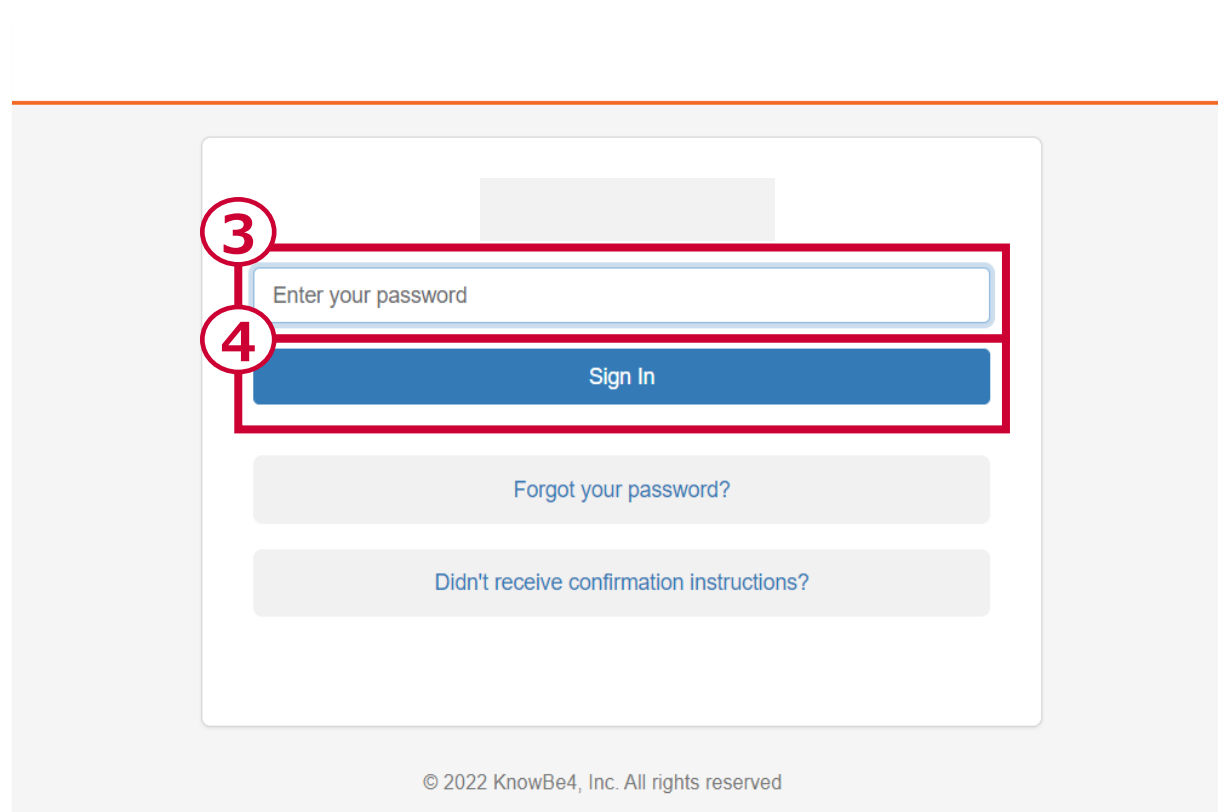 ③
Enter your password
④
Sign In
Forgot your password?
Didn't receive confirmation instructions?
© 2022 KnowBe4, Inc. All rights reserved